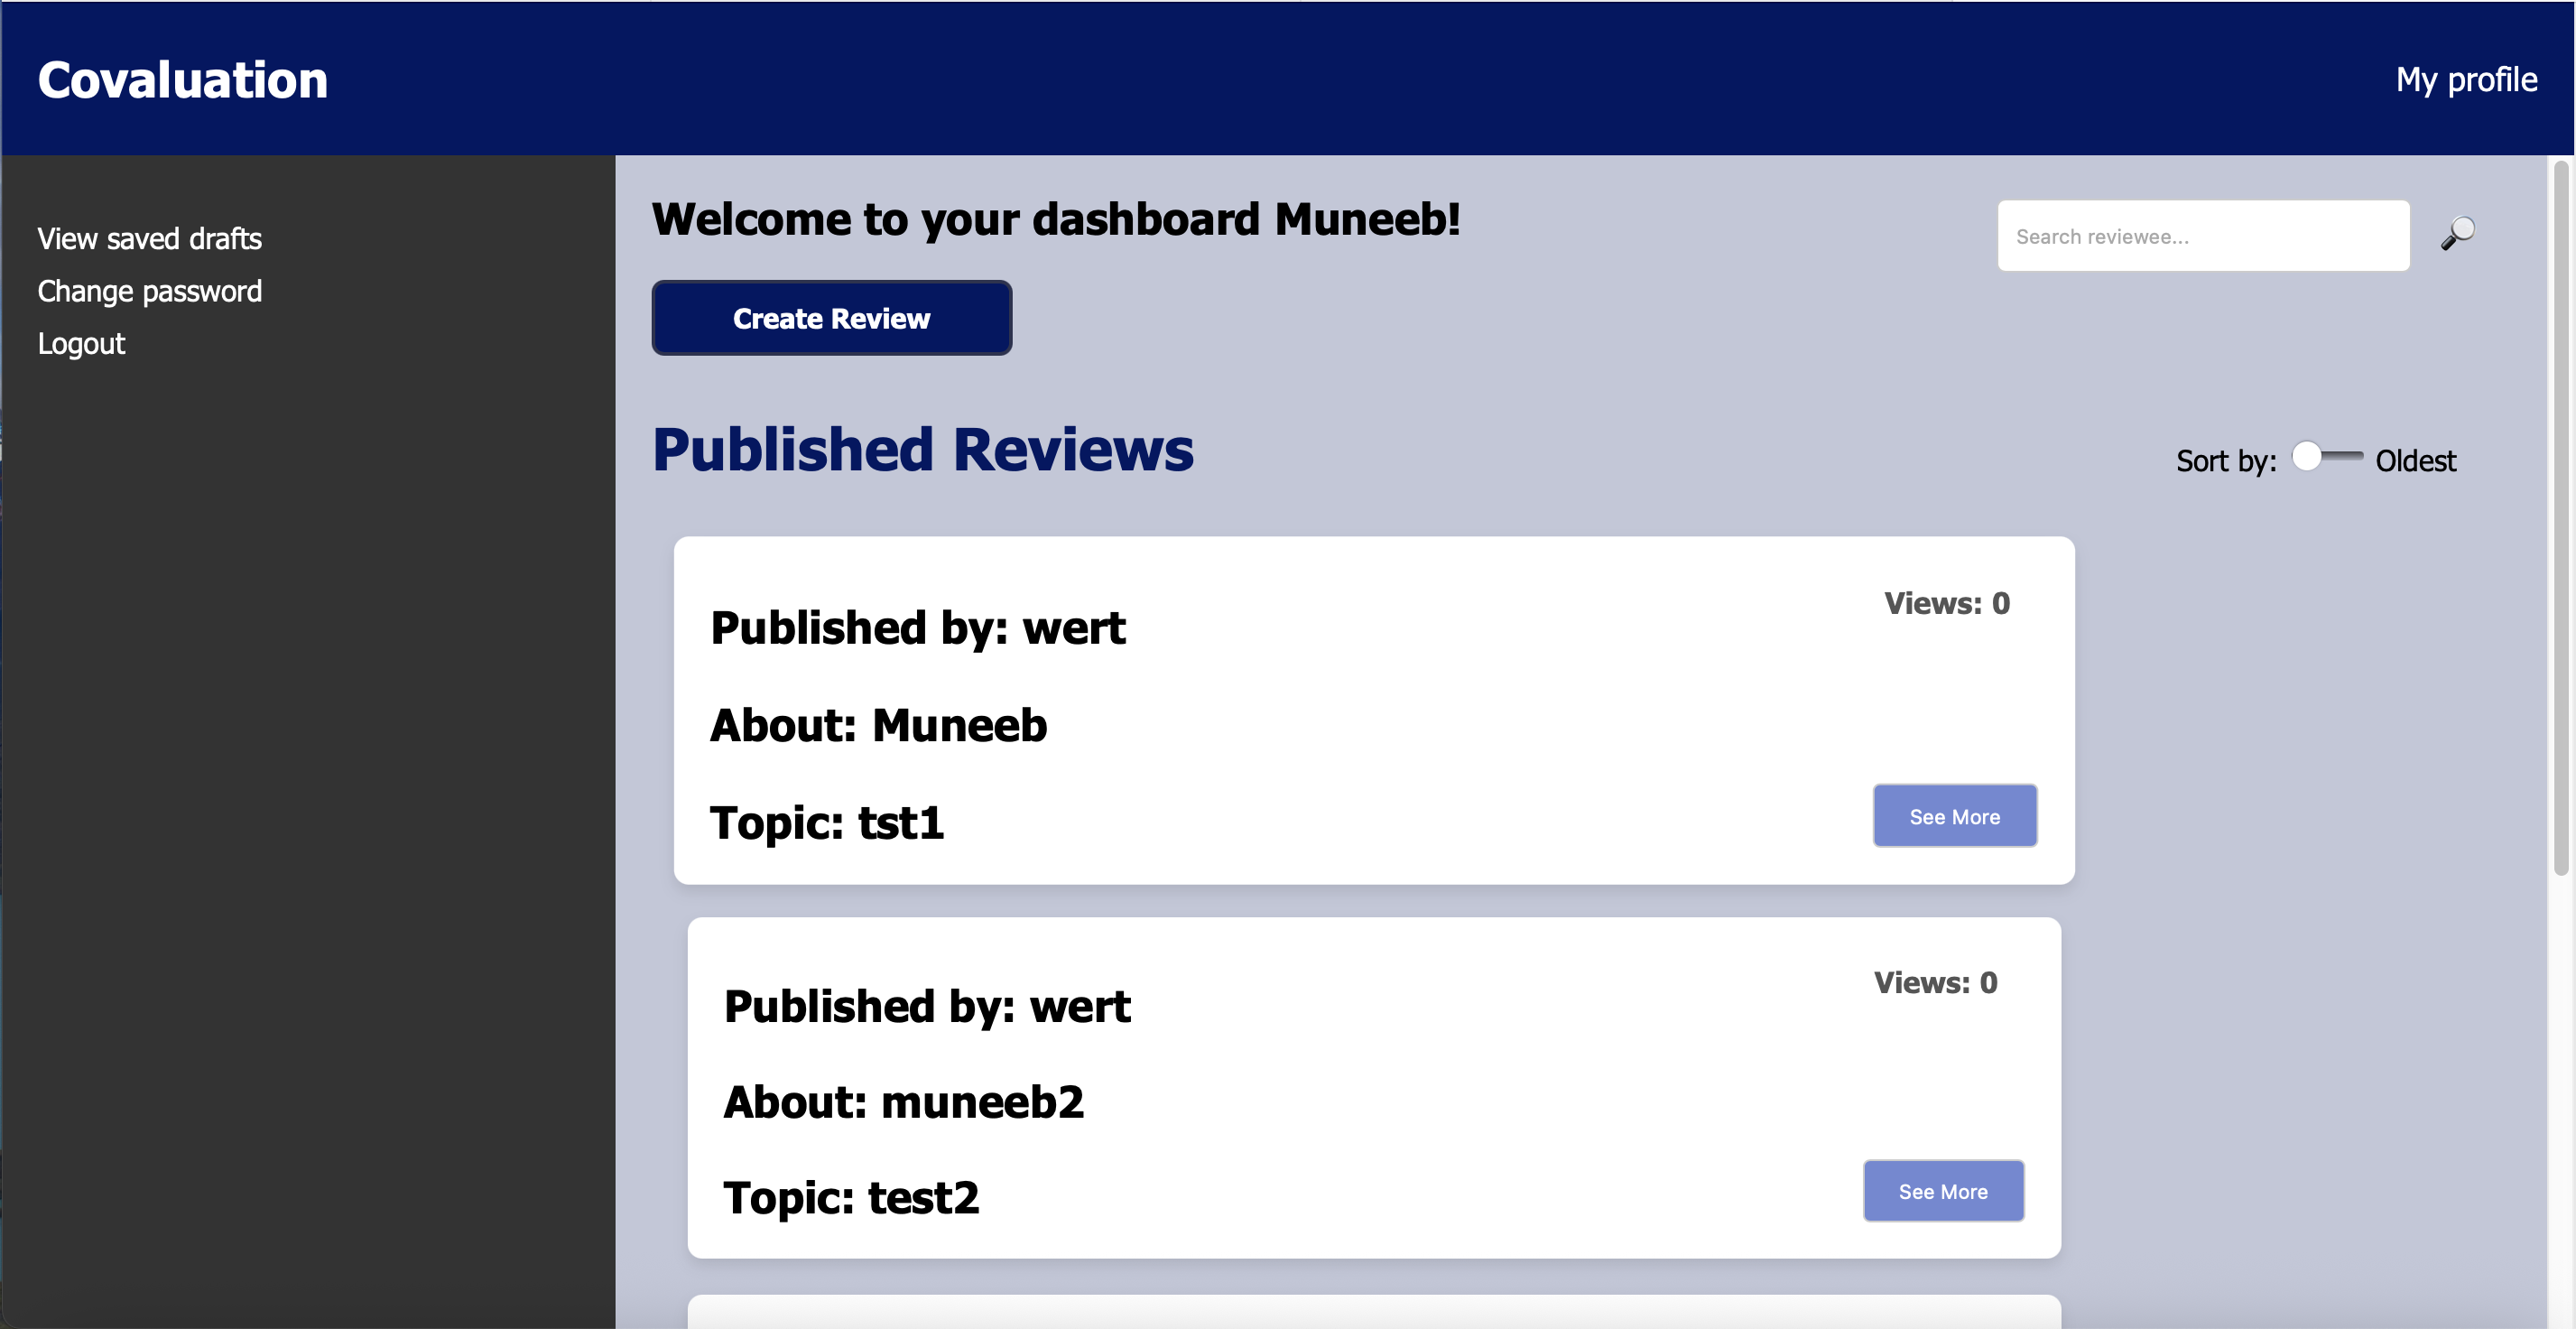 Covaluation
My profile
View saved drafts
Change password
Logout
Welcome to your dashboard Muneeb!
Search reviewee...
Create Review
Published Reviews
Sort by:
Oldest
Views: 0
Published by: wert
About: Muneeb
Topic: tst1
See More
Views: 0
Published by: wert
About: muneeb2
Topic: test2
See More